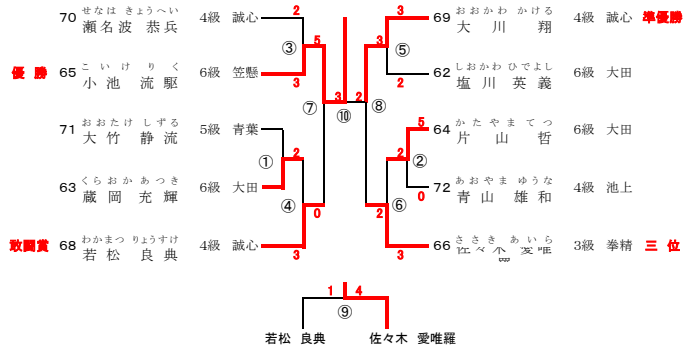 せなは きょうへい
70 瀬名波 恭兵 4級 誠心
2
3
おおかわ かける
69 大川 翔 4級 誠心 準優勝
③ 5
3 ⑤
こいけ りく
優 勝 65 小池 流駆 6級 笠懸
3
2
しおかわ ひでよし
62 塩川 英義 6級 大田
⑦ 3 ⑩ 2 ⑧
おおたけ しずる
71 大竹 静流 5級 青葉
5
かたやま てつ
64 片山 哲 6級 大田
① 2
2 ②
くらおか あつき
63 蔵岡 充輝 6級 大田
0
あおやま ゆうな
72 青山 雄和 4級 池上
④ 0
2 ⑥
わかまつ りょうすけ
敢闘賞 68 若松 良典 4級 誠心
3
3
ささき あいら
66 佐々木 愛唯 3級 拳精 三 位
1 4
⑨
若松 良典 佐々木 愛唯羅